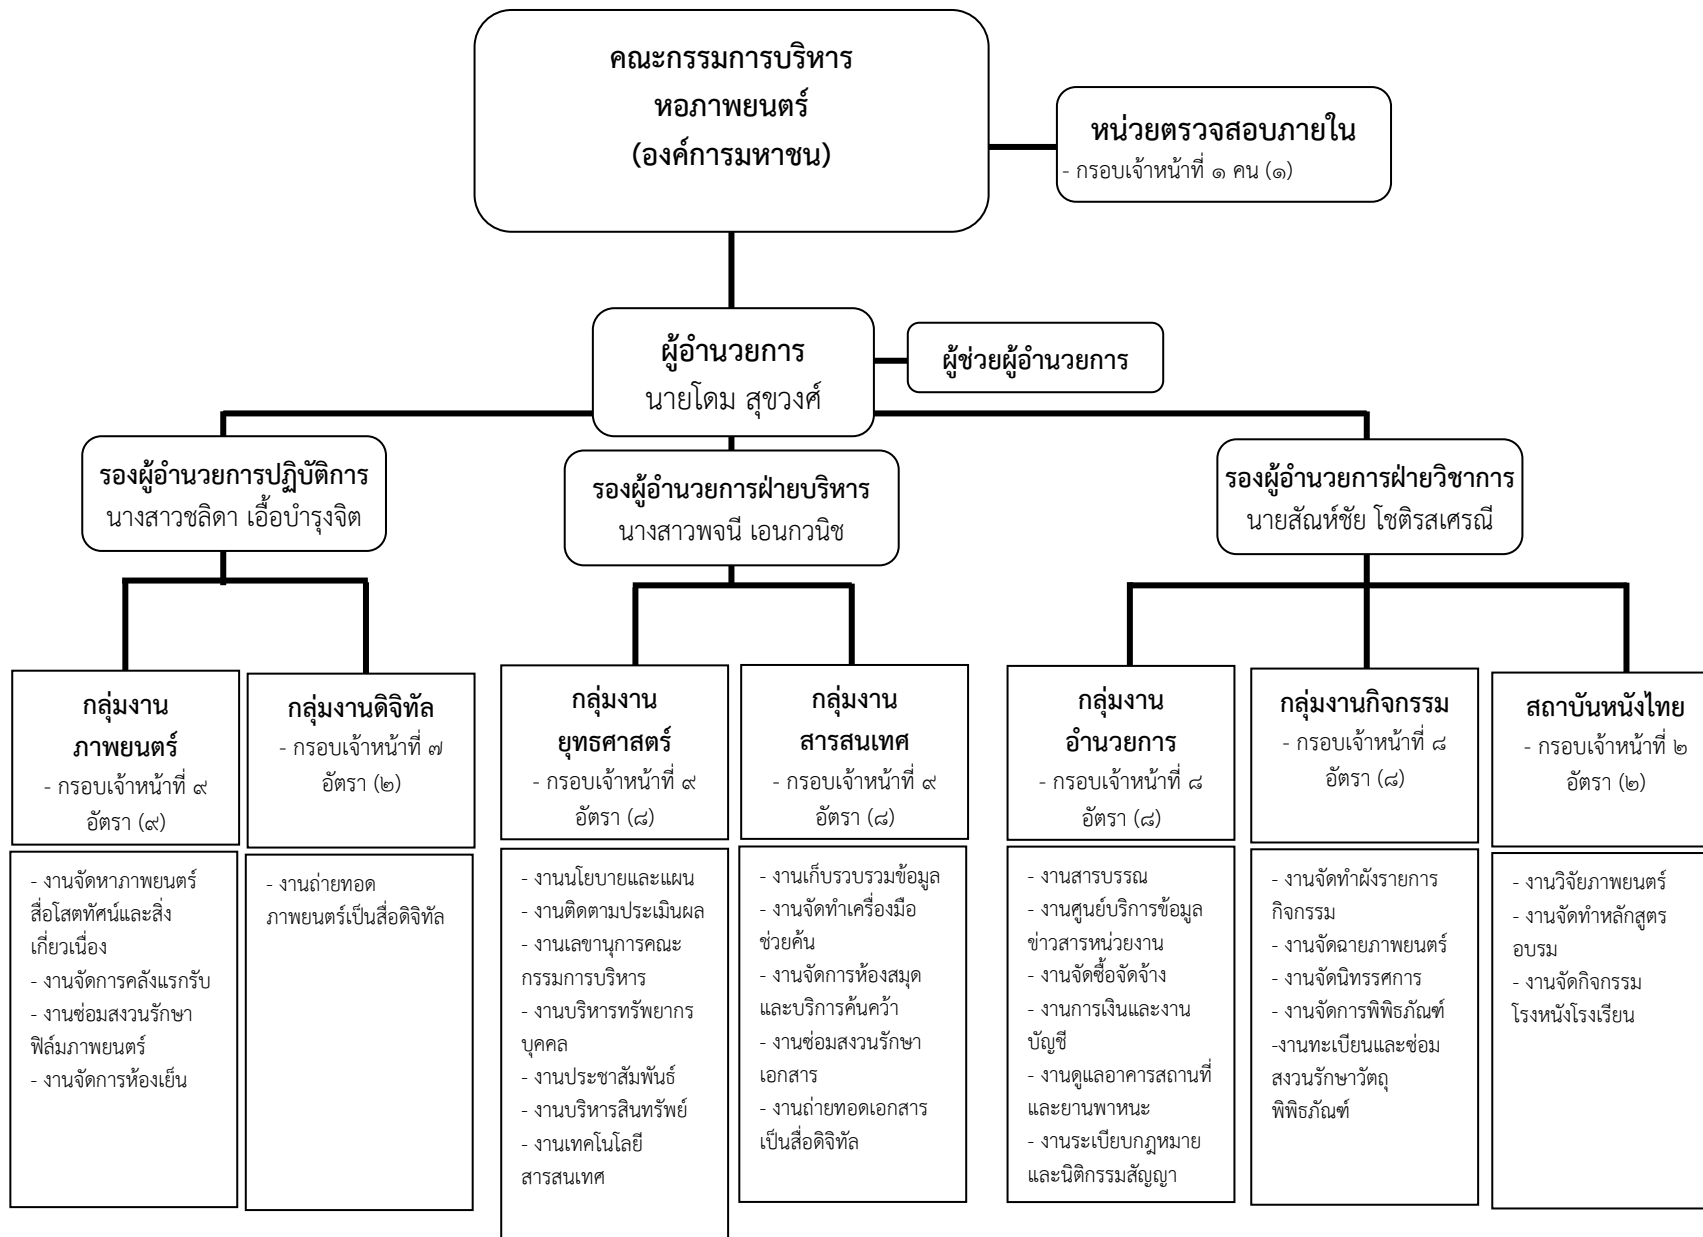 คณะกรรมการบริหาร
หอภาพยนตร์
(องค์การมหาชน)
หน่วยตรวจสอบภายใน
- กรอบเจ้าหน้าที่ ๑ คน (๑)
ผู้อำนวยการ
นายโดม สุขวงศ์
ผู้ช่วยผู้อำนวยการ
รองผู้อำนวยการปฏิบัติการ
นางสาวชลิดา เอื้อบำรุงจิต
รองผู้อำนวยการฝ่ายบริหาร
นางสาวพจนี เอนกวนิช
รองผู้อำนวยการฝ่ายวิชาการ
นายสัณห์ชัย โชติรสเศรณี
กลุ่มงาน
ภาพยนตร์
- กรอบเจ้าหน้าที่ ๙
อัตรา (๙)
กลุ่มงานดิจิทัล
- กรอบเจ้าหน้าที่ ๗
อัตรา (๒)
กลุ่มงาน
ยุทธศาสตร์
- กรอบเจ้าหน้าที่ ๙
อัตรา (๘)
กลุ่มงาน
สารสนเทศ
- กรอบเจ้าหน้าที่ ๙
อัตรา (๘)
กลุ่มงาน
อำนวยการ
- กรอบเจ้าหน้าที่ ๘
อัตรา (๘)
กลุ่มงานกิจกรรม
- กรอบเจ้าหน้าที่ ๘
อัตรา (๘)
สถาบันหนังไทย
- กรอบเจ้าหน้าที่ ๒
อัตรา (๒)
- งานจัดหาภาพยนตร์
สื่อโสตทัศน์และสิ่ง
เกี่ยวเนื่อง
- งานจัดการคลังแรกรับ
- งานซ่อมสงวนรักษา
ฟิล์มภาพยนตร์
- งานจัดการห้องเย็น
- งานถ่ายทอด
ภาพยนตร์เป็นสื่อดิจิทัล
- งานนโยบายและแผน
- งานติดตามประเมินผล
- งานเลขานุการคณะ
กรรมการบริหาร
- งานบริหารทรัพยากร
บุคคล
- งานประชาสัมพันธ์
- งานบริหารสินทรัพย์
- งานเทคโนโลยี
สารสนเทศ
- งานเก็บรวบรวมข้อมูล
- งานจัดทำเครื่องมือ
ช่วยค้น
- งานจัดการห้องสมุด
และบริการค้นคว้า
- งานซ่อมสงวนรักษา
เอกสาร
- งานถ่ายทอดเอกสาร
เป็นสื่อดิจิทัล
- งานสารบรรณ
- งานศูนย์บริการข้อมูล
ข่าวสารหน่วยงาน
- งานจัดซื้อจัดจ้าง
- งานการเงินและงาน
บัญชี
- งานดูแลอาคารสถานที่
และยานพาหนะ
- งานระเบียบกฎหมาย
และนิติกรรมสัญญา
- งานจัดทำผังรายการ
กิจกรรม
- งานจัดฉายภาพยนตร์
- งานจัดนิทรรศการ
- งานจัดการพิพิธภัณฑ์
-งานทะเบียนและซ่อม
สงวนรักษาวัตถุ
พิพิธภัณฑ์
- งานวิจัยภาพยนตร์
- งานจัดทำหลักสูตร
อบรม
- งานจัดกิจกรรม
โรงหนังโรงเรียน